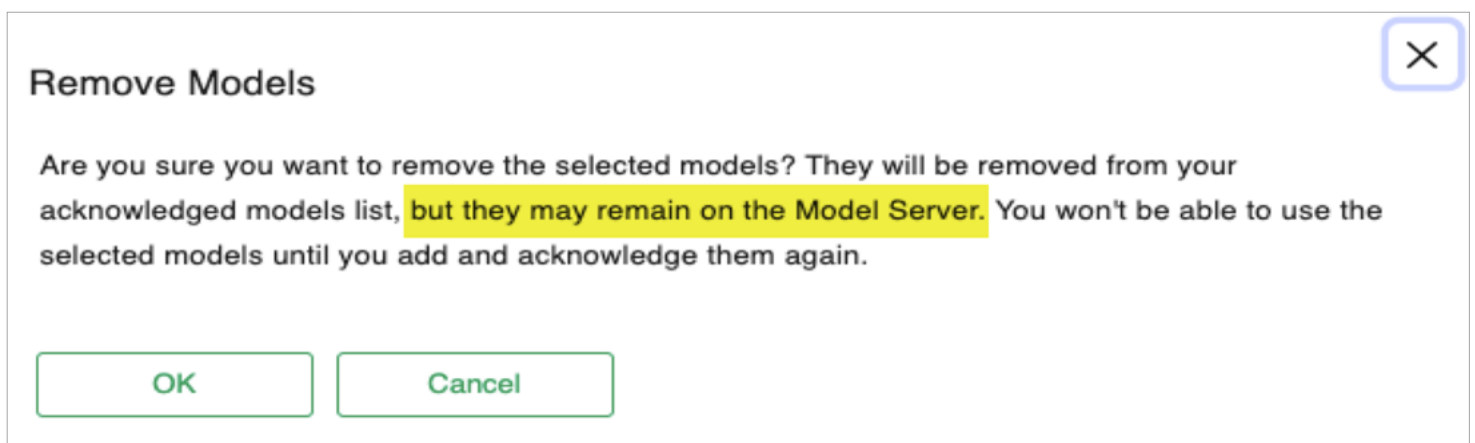 Remove Models
Are you sure you want to remove the selected models? They will be removed from your
acknowledged models list, but they may remain on the Model Server. You won't be able to use the
selected models until you add and acknowledge them again.
OK
Cancel